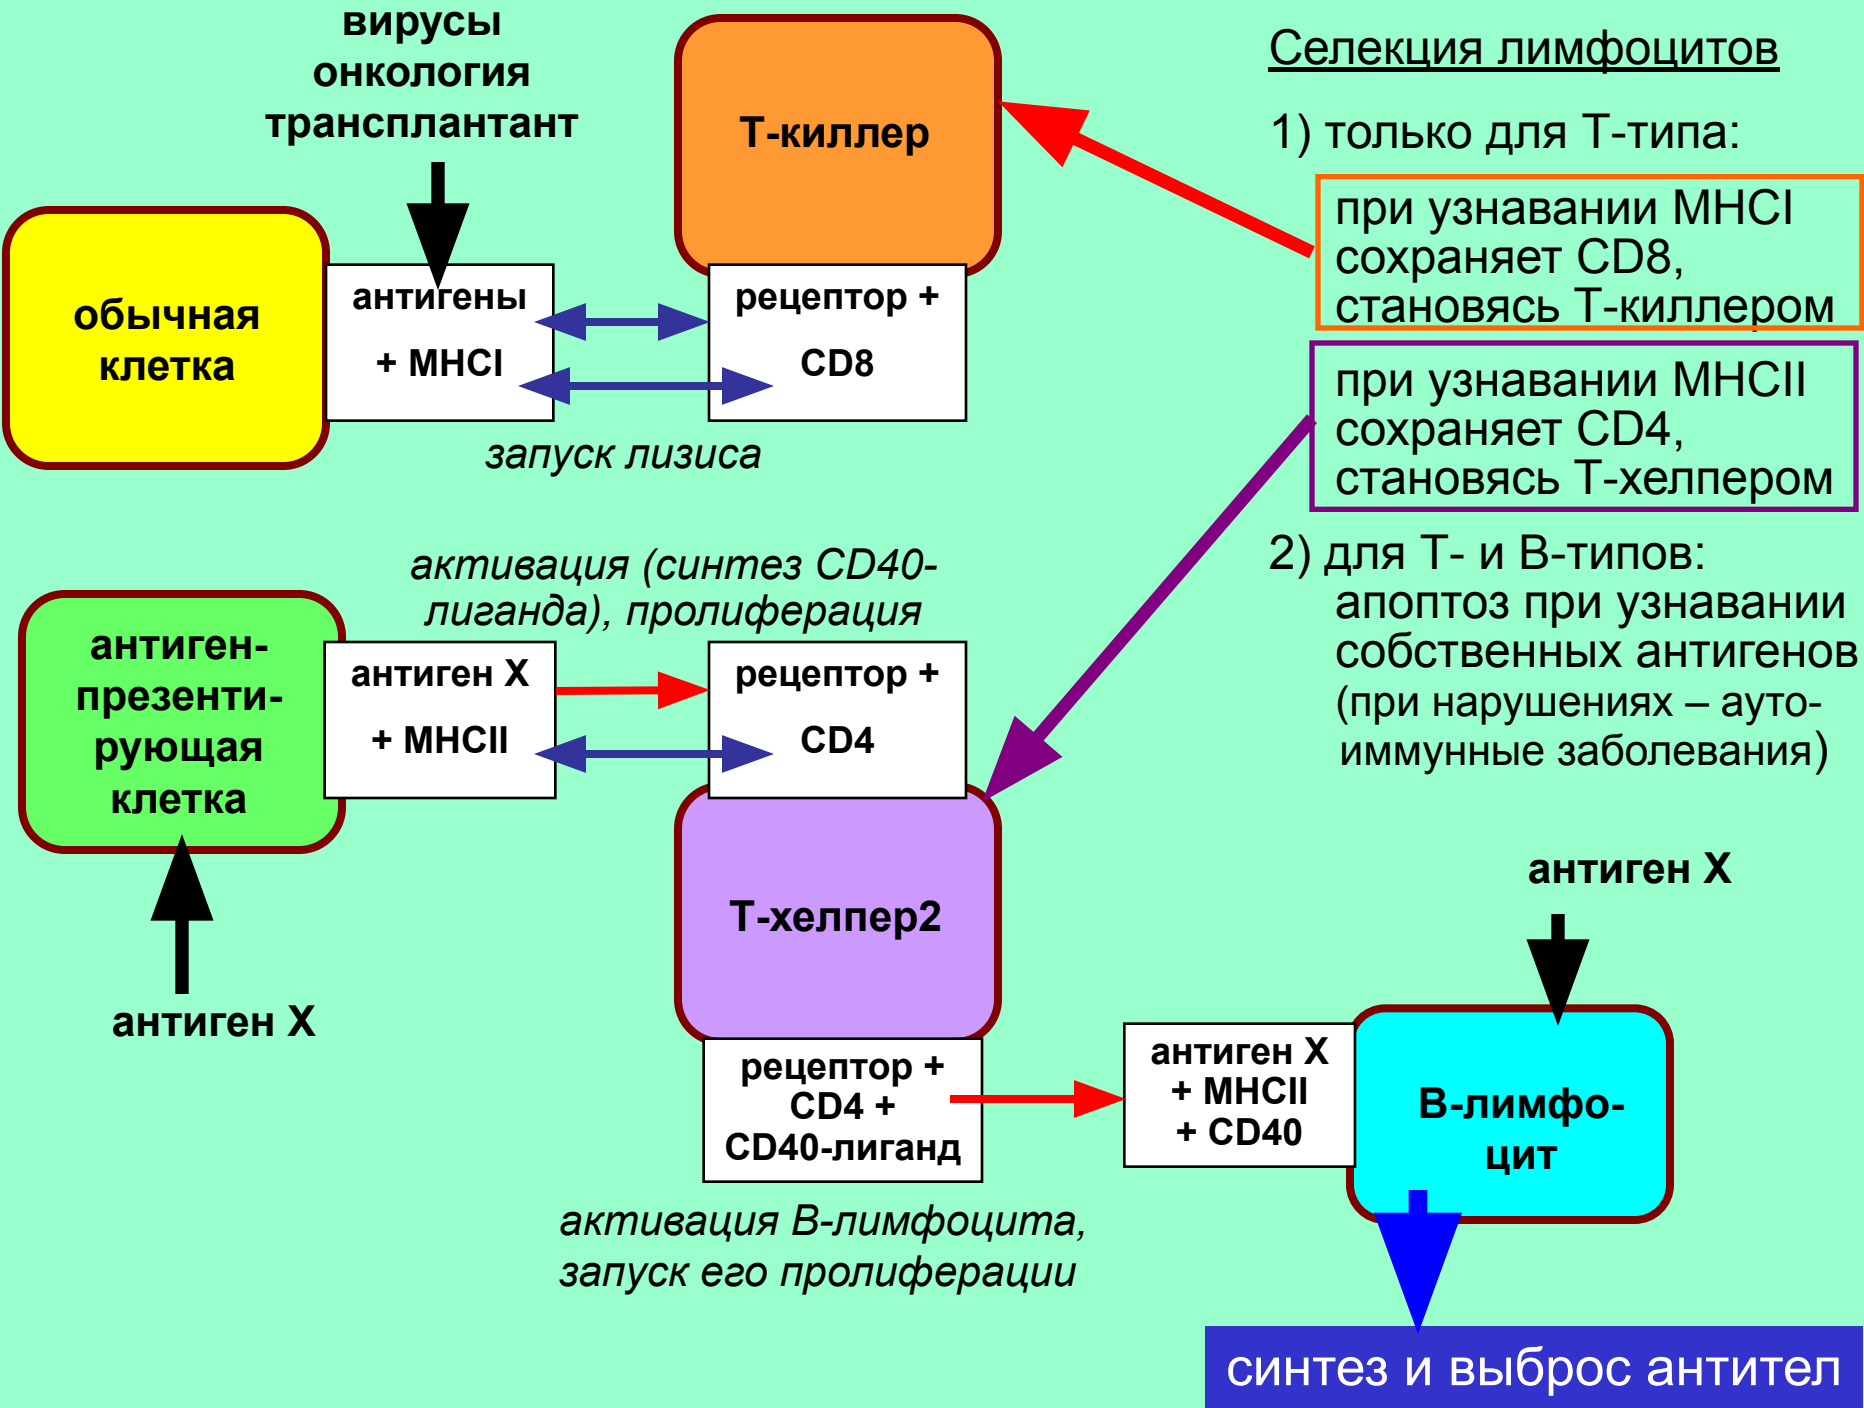 вирусы
онкология
трансплантант
Т-киллер
обычная
клетка
антигены
+ MHCI
рецептор +
CD8
запуск лизиса
Селекция лимфоцитов
1) только для Т-типа:
при узнавании MHCI
сохраняет CD8,
становясь Т-киллером
при узнавании MHCII
сохраняет CD4,
становясь Т-хелпером
2) для Т- и В-типов:
апоптоз при узнавании
собственных антигенов
(при нарушениях – ауто-
иммунные заболевания)
активация (синтез CD40-
лиганда), пролиферация
антиген-
презенти-
рующая
клетка
антиген X
+ MHCII
рецептор +
CD4
Т-хелпер2
антиген X
рецептор +
CD4 +
CD40-лиганд
активация В-лимфоцита,
запуск его пролиферации
антиген X
антиген X
+ MHCII
+ CD40
В-лимфо-
цит
синтез и выброс антител